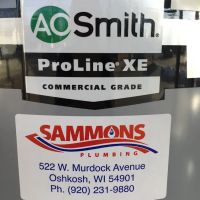 AO Smith®
ProLine® XE
COMMERCIAL GRADE
SAMMONS
PLUMBING
522 W. Murdock Avenue
Oshkosh, WI 54901
Ph. (920) 231-9880